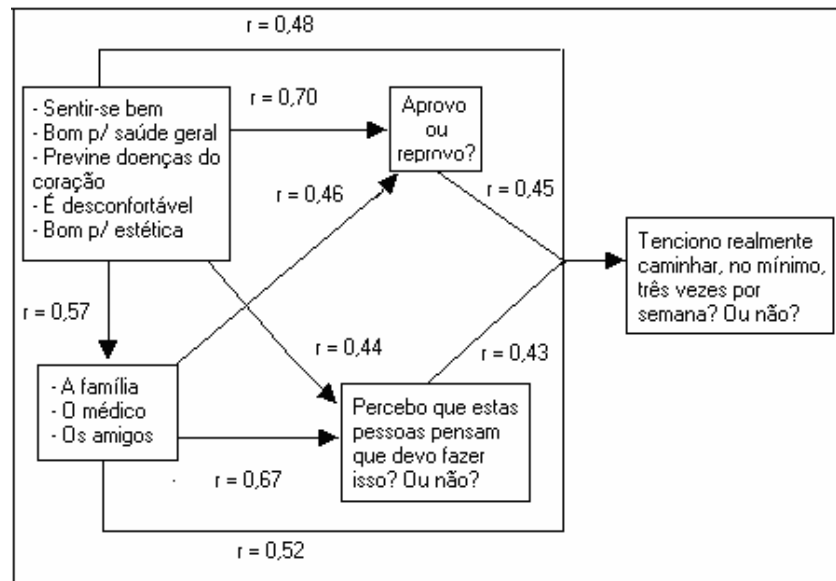 r = 0,48
- Sentir-se bem
- Bom p/ saúde geral
- Previne doenças do
coração
- É desconfortável
- Bom p/ estética
r = 0,70
Aprovo
ou
reprovo?
r = 0,46
r = 0,45
Tenciono realmente
caminhar, no mínimo,
três vezes por
semana? Ou não?
r = 0,57
r = 0,44
r = 0,43
- A família
- O médico
- Os amigos
Percebo que estas
pessoas pensam
que devo fazer
isso? Ou não?
r = 0,67
r = 0,52